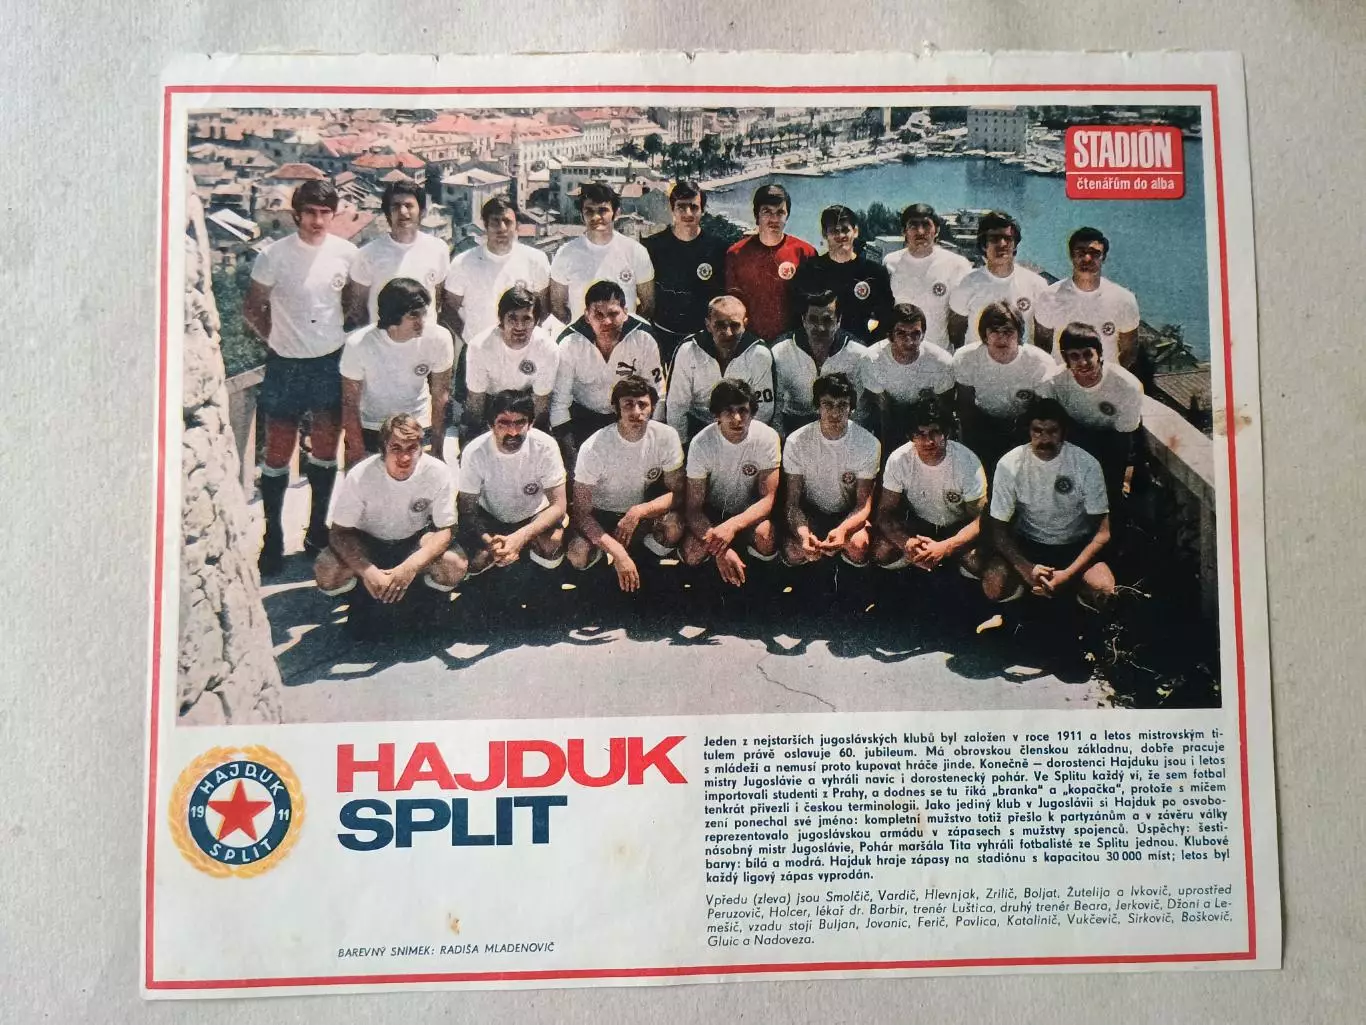 STADIÓN
čtenářům do alba
HAJDUK
19 11
SPLIT
HAJDUK
SPLIT
Jeden z nejstarších jugoslávských klubů byl založen v roce 1911 a letos mistrovským ti-
tulem právě oslavuje 60. jubileum. Má obrovskou členskou základnu, dobře pracuje
s mládeží a nemusí proto kupovat hráče jinde. Konečně — dorostenci Hajduku jsou i letos
mistry Jugoslávie a vyhráli navíc i dorostenecký pohár. Ve Splitu každý ví, že sem fotbal
importovali studenti z Prahy, a dodnes se tu říká „branka“ a „kopačka“, protože s míčem
tenkrát přivezli i českou terminologii. Jako jediný klub v Jugoslávii si Hajduk po osvobo-
zení ponechal své jméno: kompletní mužstvo totiž přešlo k partyzánům a v závěru války
reprezentovalo jugoslávskou armádu v zápasech s mužstvy spojenců. Úspěchy: šesti-
násobný mistr Jugoslávie, Pohár maršála Tita vyhráli fotbalisté ze Splitu jednou. Klubové
barvy: bílá a modrá. Hajduk hraje zápasy na stadiónu s kapacitou 30 000 míst; letos byl
každý ligový zápas vyprodán.
Vpředu (zleva) jsou Smolčič, Vardič, Hlevnjak, Zrilič, Boljat, Žutelija a Ivkovič, uprostřed
Peruzovič, Holcer, lékař dr. Barbir, trenér Luštica, druhý trenér Beara, Jerkovič, Džoni a Le-
mešič, vzadu stojí Buljan, Jovanic, Ferič, Pavlica, Katalinič, Vukčevič, Sirkovič, Boškovič,
Gluic a Nadoveza.
BAREVNÝ SNÍMEK: RADIŠA MLADENOVIČ